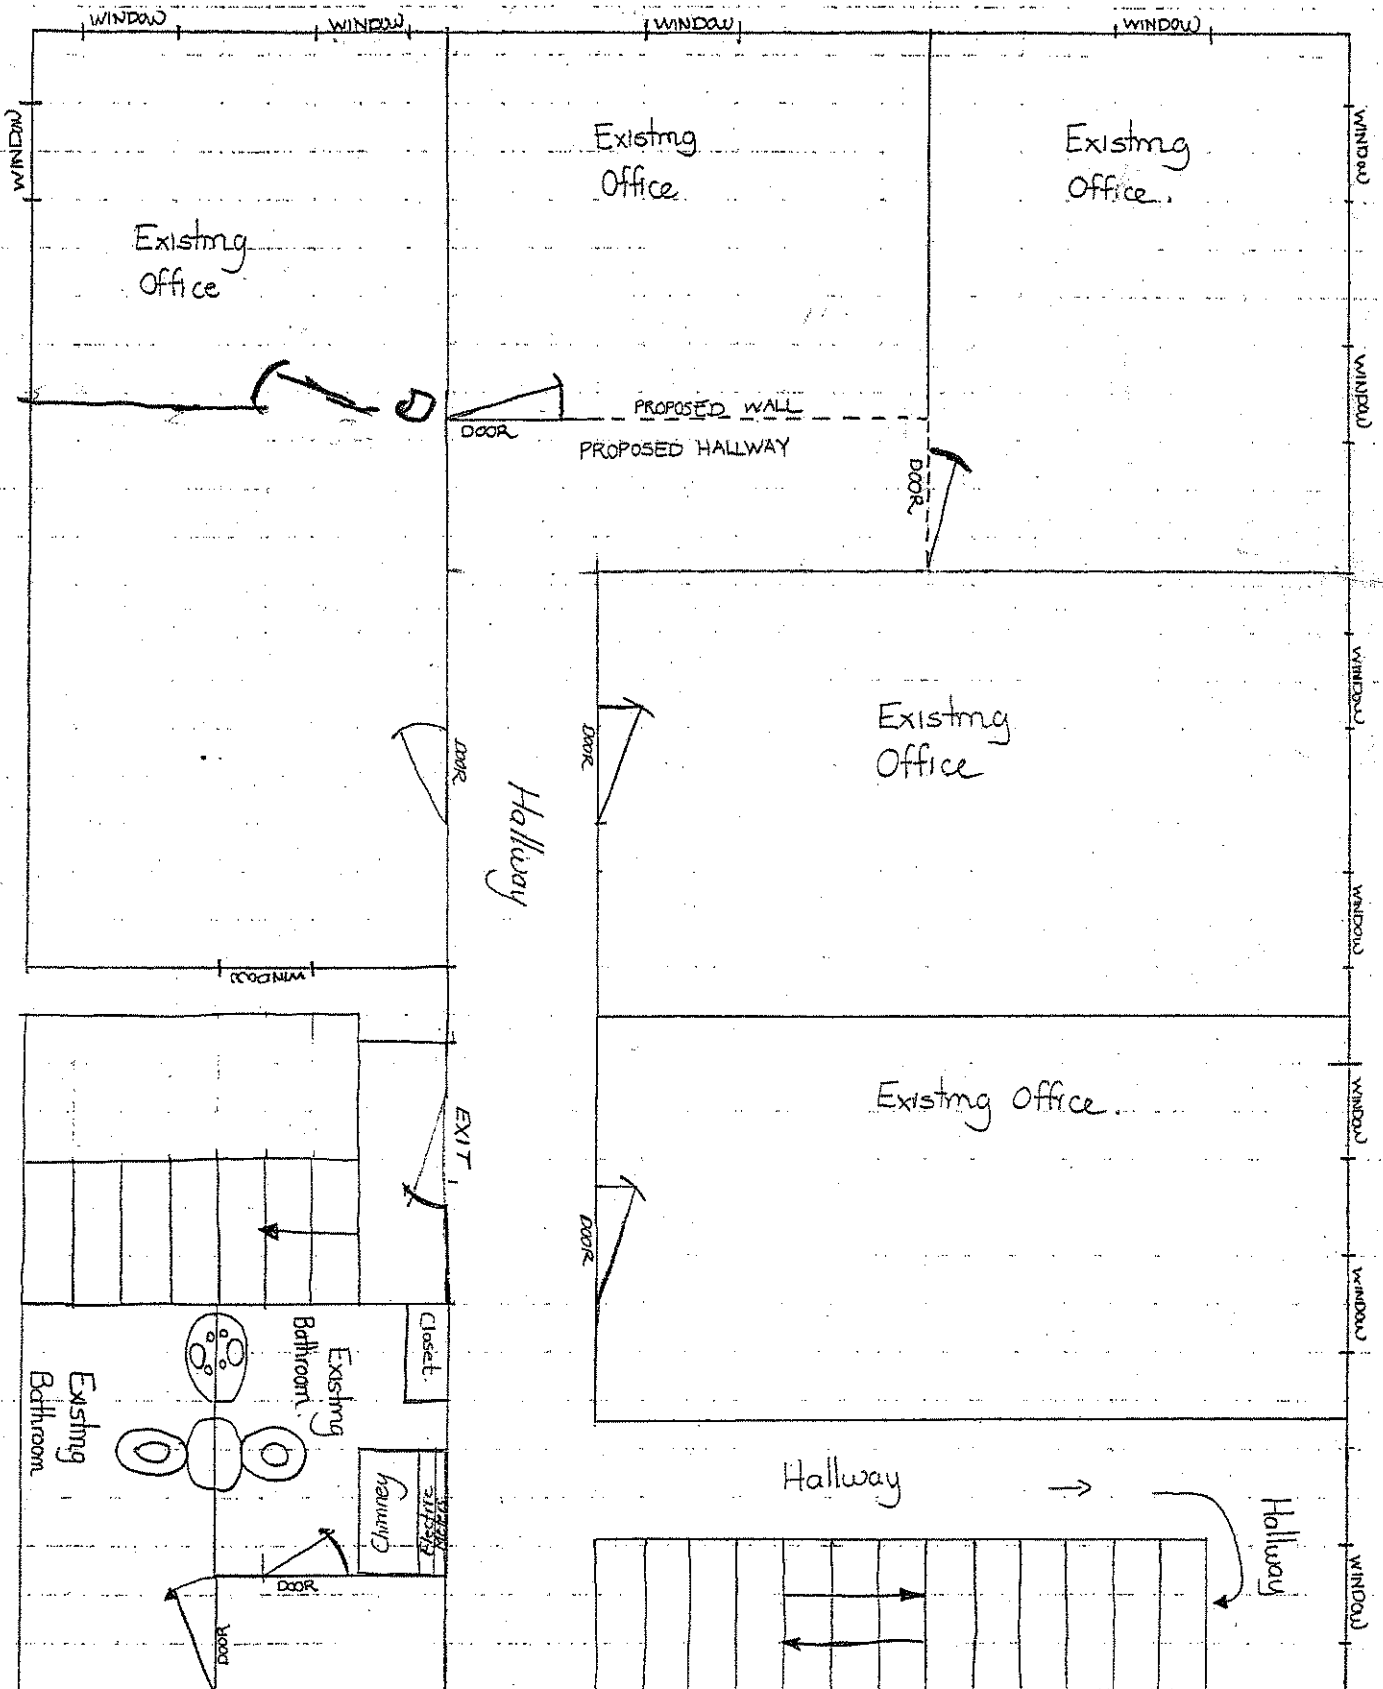 WINDOW
WINDOW
WINDOW
WINDOW
WINDOW
WINDOW
Existing
Office
Existing
Office
Existing
Office.
WINDOW
PROPOSED WALL
DOOR
PROPOSED HALLWAY
DOOR
WINDOW
DOOR
DOOR
Existing
Office
Hallway
WINDOW
WINDOW
EXIT
Existing Office.
WINDOW
DOOR
WINDOW
Closet
Existing
Bathroom.
Existing
Bathroom
Chimney
Electric
Meters
Hallway
Hallway
WINDOW
DOOR
DOOR